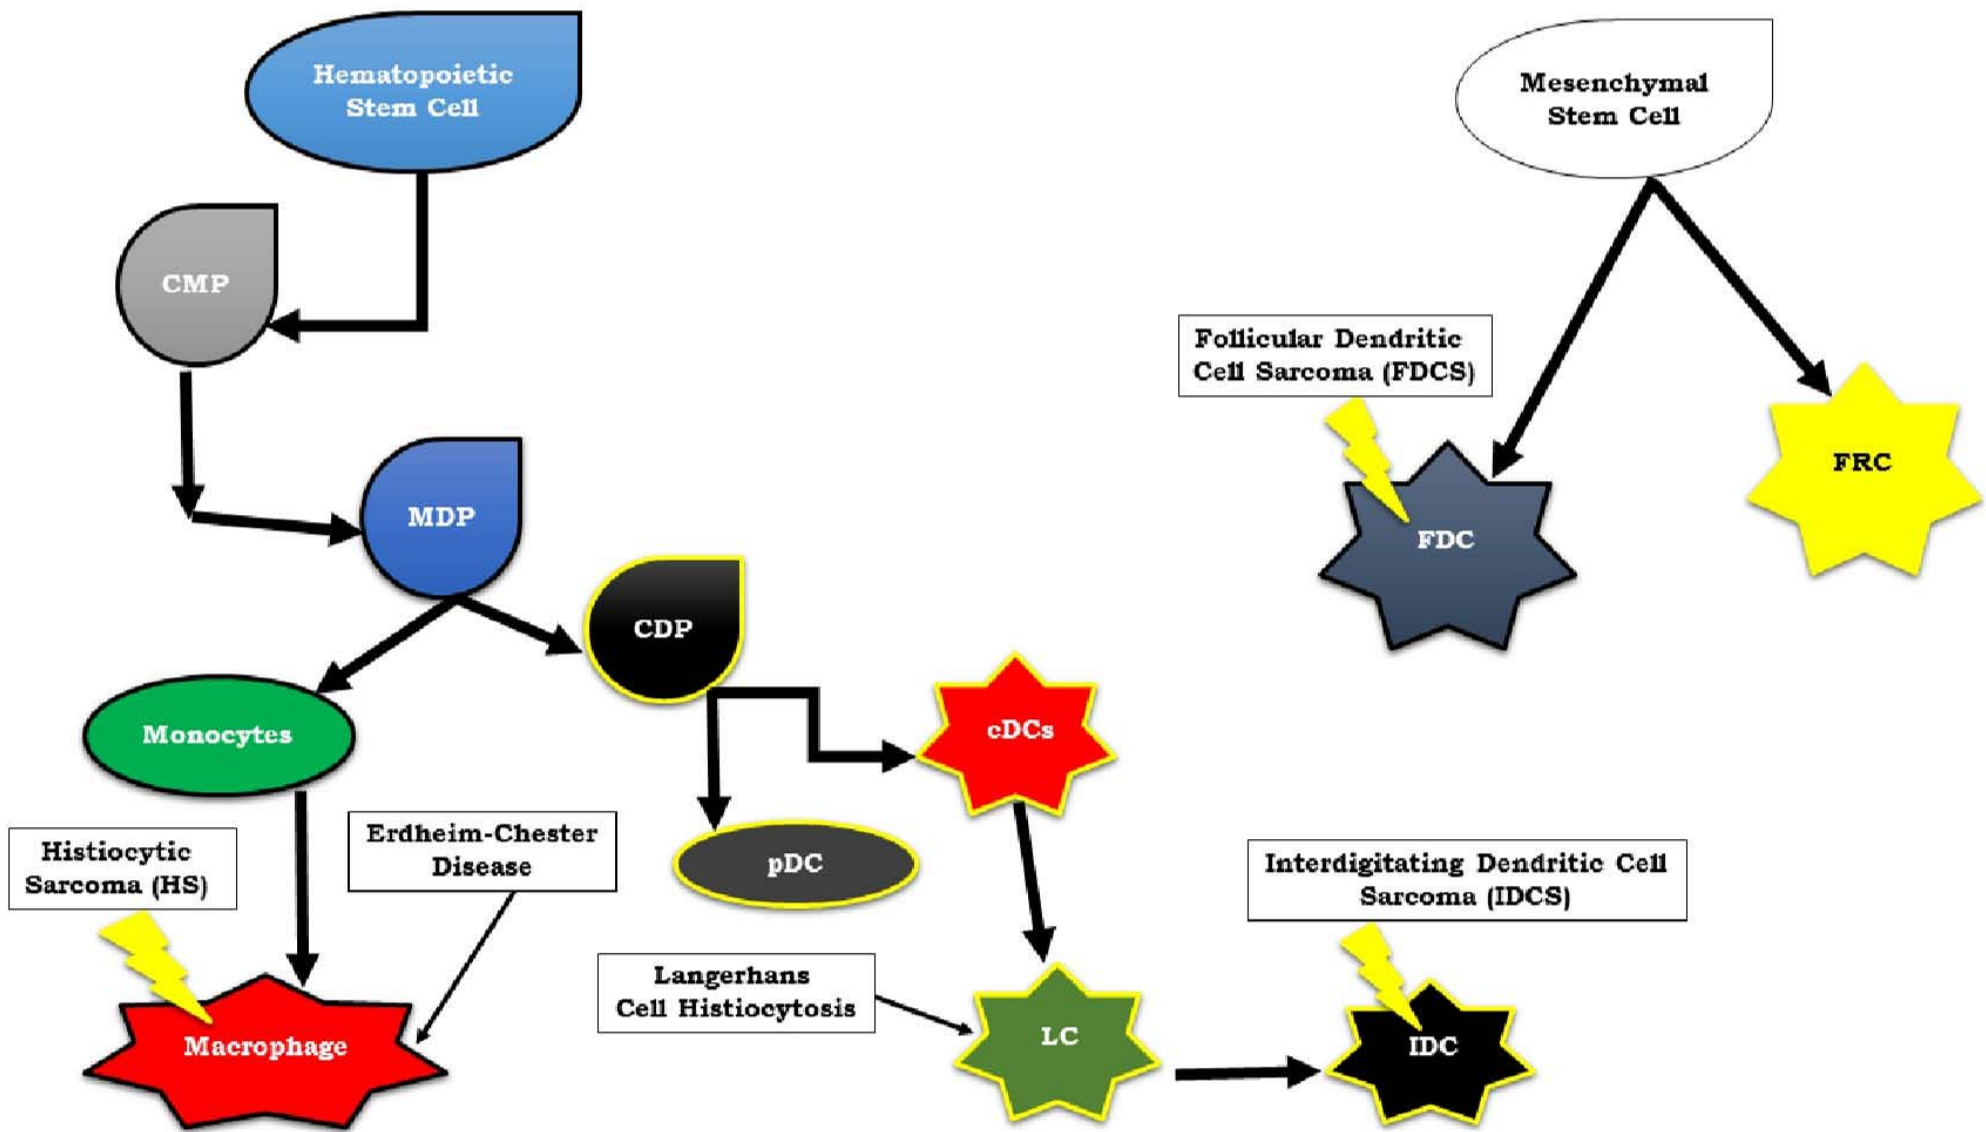 Hematopoietic
Stem Cell
Mesenchymal
Stem Cell
CMP
Follicular Dendritic
Cell Sarcoma (FDCS)
FRC
MDP
FDC
CDP
Monocytes
cDCs
Histiocytic
Sarcoma (HS)
Erdheim-Chester
Disease
pDC
Interdigitating Dendritic Cell
Sarcoma (IDCS)
Langerhans
Cell Histiocytosis
Macrophage
LC
IDC